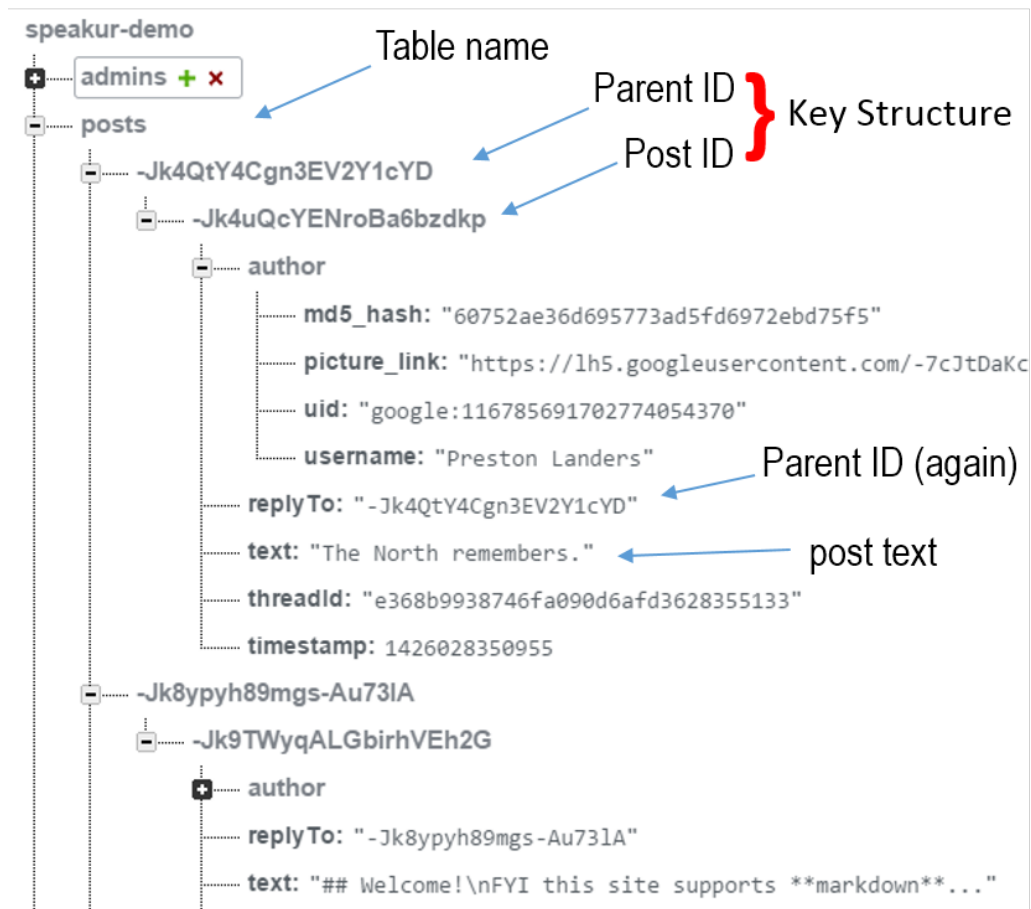 speakur-demo
Table name
admins + ×
Parent ID
posts
Key Structure
Post ID
-Jk4QtY4Cgn3EV2Y1cYD
-Jk4uQcYENroBa6bzdkp
author
md5_hash: "60752ae36d695773ad5fd6972ebd75f5"
picture_link: "https://lh5.googleusercontent.com/-7cJtDaKc
uid: "google:116785691702774054370"
username: "Preston Landers"
Parent ID (again)
replyTo: "-Jk4QtY4Cgn3EV2Y1cYD"
text: "The North remembers."
post text
threadId: "e368b9938746fa090d6afd3628355133"
timestamp: 1426028350955
-Jk8ypyh89mgs-Au73lA
-Jk9TWyqALGbirhVEh2G
author
replyTo: "-Jk8ypyh89mgs-Au73lA"
text: "## Welcome!\nFYI this site supports **markdown**..."